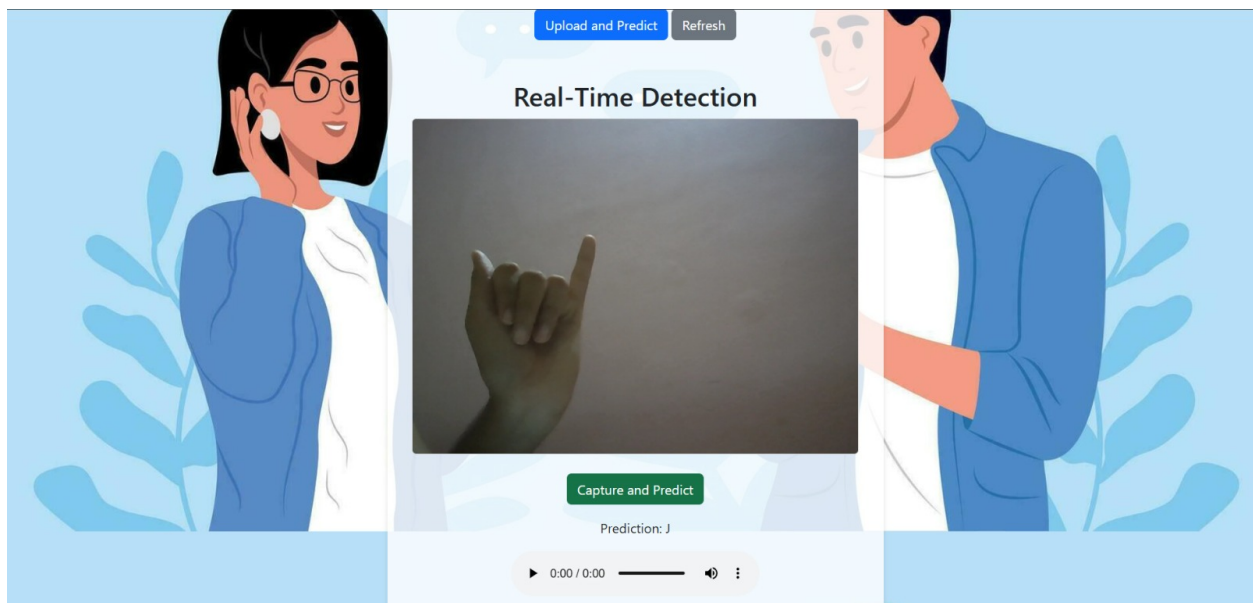 Upload and Predict Refresh
Real-Time Detection
Capture and Predict
Prediction: J
0:00 / 0:00